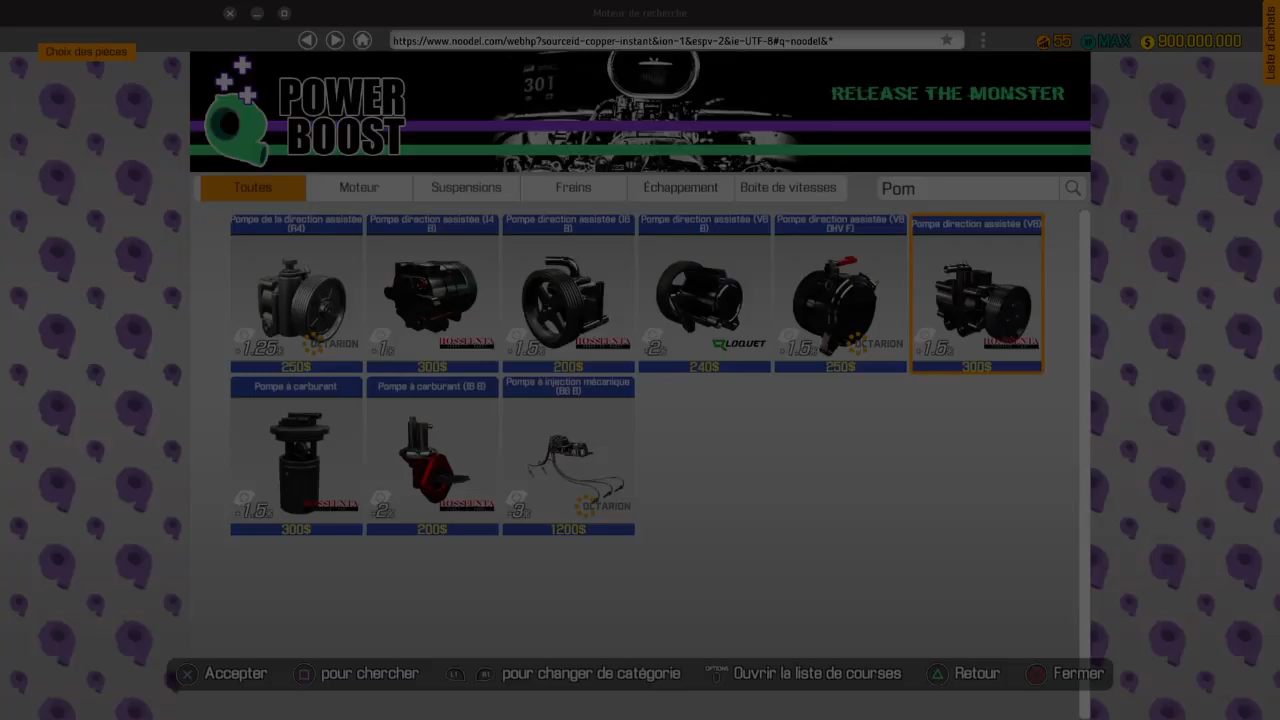 Moteur de recherche
Choix des pièces
https://www.noodel.com/webhp?sourceid-copper-instant&ion-1&espv-2&ie-UTF-8#q-noodel&*
55
MAX
$ 900,000,000
Liste d'achats
POWER
BOOST
301
RELEASE THE MONSTER
Toutes
Moteur
Suspensions
Freins
Échappement
Boite de vitesses
Pom
Pompe de la direction assistée
(R4)
Pompe direction assistée (I4
B)
Pompe direction assistée (I6
B)
Pompe direction assistée (V6
B)
Pompe direction assistée (V8
OHV F)
Pompe direction assistée (V8)
+1.25%
OCTARION
+1%
+1.5%
+2%
RLOQUET
+1.5%
OCTARION
+1.5%
250$
300$
200$
240$
250$
300$
Pompe à carburant
Pompe à carburant (I6 B)
Pompe à injection mécanique
(B6 B)
+1.5%
+2%
+3%
OCTARION
300$
200$
1200$
Accepter
pour chercher
L1
R1
pour changer de catégorie
OPTIONS
Ouvrir la liste de courses
Retour
Fermer